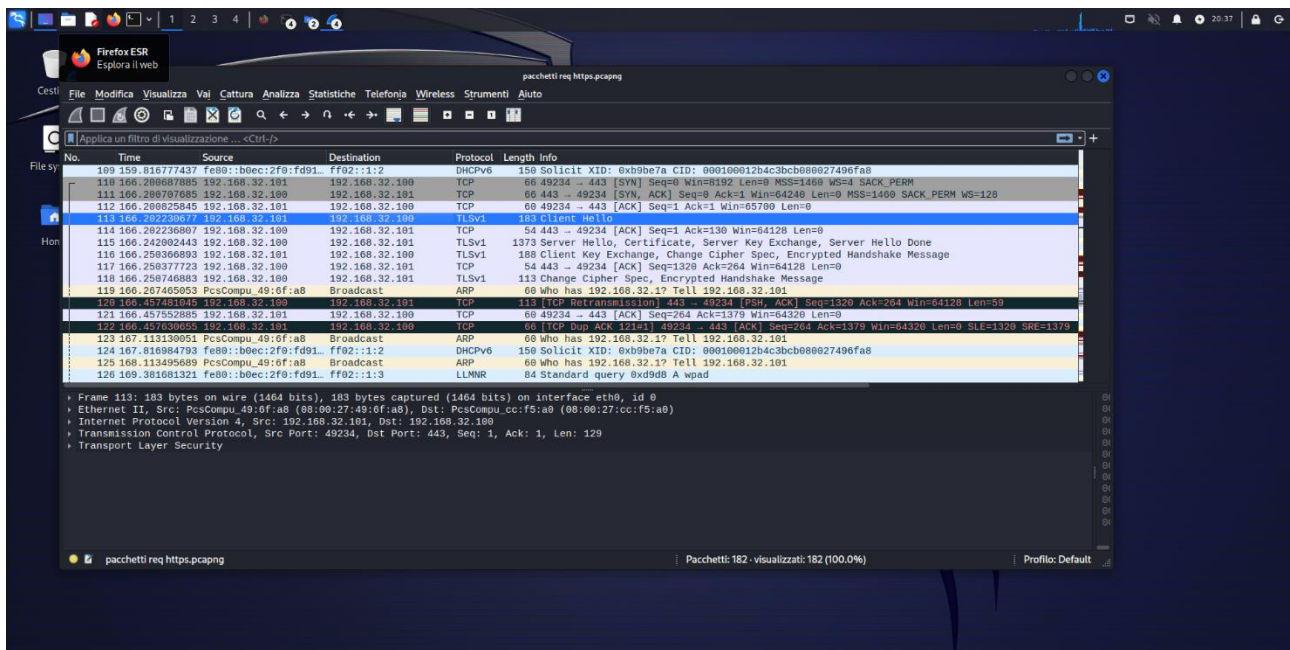 1 2 3 4
4 2 4
20:37
Firefox ESR
Esplora il web
Cesti
File sy
Hon
pacchetti req https.pcapng
File Modifica Visualizza Vai Cattura Analizza Statistiche Telefonia Wireless Strumenti Aiuto
Applica un filtro di visualizzazione … <Ctrl-/>
No. Time Source Destination Protocol Length Info
109 159.816777437 fe80::b0ec:2f0:fd91… ff02::1:2 DHCPv6 150 Solicit XID: 0xb9be7a CID: 000100012b4c3bcb080027496fa8
110 166.200687885 192.168.32.101 192.168.32.100 TCP 66 49234 → 443 [SYN] Seq=0 Win=8192 Len=0 MSS=1460 WS=4 SACK_PERM
111 166.200707685 192.168.32.100 192.168.32.101 TCP 66 443 → 49234 [SYN, ACK] Seq=0 Ack=1 Win=64240 Len=0 MSS=1460 SACK_PERM WS=128
112 166.200825845 192.168.32.101 192.168.32.100 TCP 60 49234 → 443 [ACK] Seq=1 Ack=1 Win=65700 Len=0
113 166.202230677 192.168.32.101 192.168.32.100 TLSv1 183 Client Hello
114 166.202236807 192.168.32.100 192.168.32.101 TCP 54 443 → 49234 [ACK] Seq=1 Ack=130 Win=64128 Len=0
115 166.242002443 192.168.32.100 192.168.32.101 TLSv1 1373 Server Hello, Certificate, Server Key Exchange, Server Hello Done
116 166.250366893 192.168.32.101 192.168.32.100 TLSv1 188 Client Key Exchange, Change Cipher Spec, Encrypted Handshake Message
117 166.250377723 192.168.32.100 192.168.32.101 TCP 54 443 → 49234 [ACK] Seq=1320 Ack=264 Win=64128 Len=0
118 166.250746883 192.168.32.100 192.168.32.101 TLSv1 113 Change Cipher Spec, Encrypted Handshake Message
119 166.267465053 PcsCompu_49:6f:a8 Broadcast ARP 60 Who has 192.168.32.1? Tell 192.168.32.101
120 166.457481045 192.168.32.100 192.168.32.101 TCP 113 [TCP Retransmission] 443 → 49234 [PSH, ACK] Seq=1320 Ack=264 Win=64128 Len=59
121 166.457552885 192.168.32.101 192.168.32.100 TCP 60 49234 → 443 [ACK] Seq=264 Ack=1379 Win=64320 Len=0
122 166.457630655 192.168.32.101 192.168.32.100 TCP 66 [TCP Dup ACK 121#1] 49234 → 443 [ACK] Seq=264 Ack=1379 Win=64320 Len=0 SLE=1320 SRE=1379
123 167.113130051 PcsCompu_49:6f:a8 Broadcast ARP 60 Who has 192.168.32.1? Tell 192.168.32.101
124 167.816984793 fe80::b0ec:2f0:fd91… ff02::1:2 DHCPv6 150 Solicit XID: 0xb9be7a CID: 000100012b4c3bcb080027496fa8
125 168.113495689 PcsCompu_49:6f:a8 Broadcast ARP 60 Who has 192.168.32.1? Tell 192.168.32.101
126 169.381681321 fe80::b0ec:2f0:fd91… ff02::1:3 LLMNR 84 Standard query 0xd9d8 A wpad
Frame 113: 183 bytes on wire (1464 bits), 183 bytes captured (1464 bits) on interface eth0, id 0
Ethernet II, Src: PcsCompu_49:6f:a8 (08:00:27:49:6f:a8), Dst: PcsCompu_cc:f5:a0 (08:00:27:cc:f5:a0)
Internet Protocol Version 4, Src: 192.168.32.101, Dst: 192.168.32.100
Transmission Control Protocol, Src Port: 49234, Dst Port: 443, Seq: 1, Ack: 1, Len: 129
Transport Layer Security
pacchetti req https.pcapng
Pacchetti: 182 · visualizzati: 182 (100.0%)
Profilo: Default